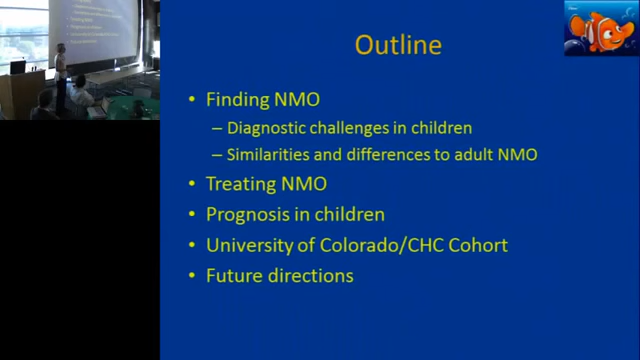 Outline
• Finding NMO
– Diagnostic challenges in children
– Similarities and differences to adult NMO
• Treating NMO
• Prognosis in children
• University of Colorado/CHC Cohort
• Future directions